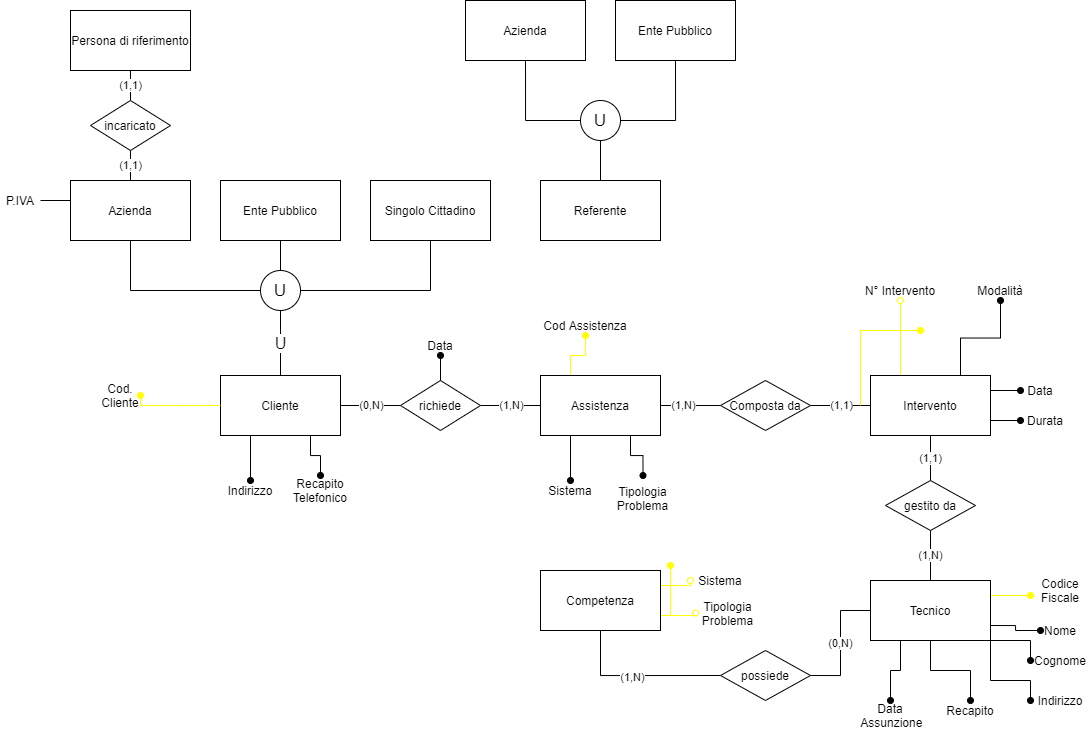 Azienda
Ente Pubblico
Persona di riferimento
(1,1)
incaricato
U
(1,1)
P.IVA
Azienda
Ente Pubblico
Singolo Cittadino
Referente
U
U
N° Intervento
Modalità
Cod Assistenza
Data
Cod.
Cliente
Cliente
(0,N)
richiede
(1,N)
Assistenza
(1,N)
Composta da
(1,1)
Intervento
Data
Durata
Indirizzo
Recapito
Telefonico
Sistema
Tipologia
Problema
(1,1)
gestito da
(1,N)
Competenza
Sistema
Tipologia
Problema
Tecnico
Codice
Fiscale
Nome
Cognome
Indirizzo
(0,N)
(1,N)
possiede
Data
Assunzione
Recapito